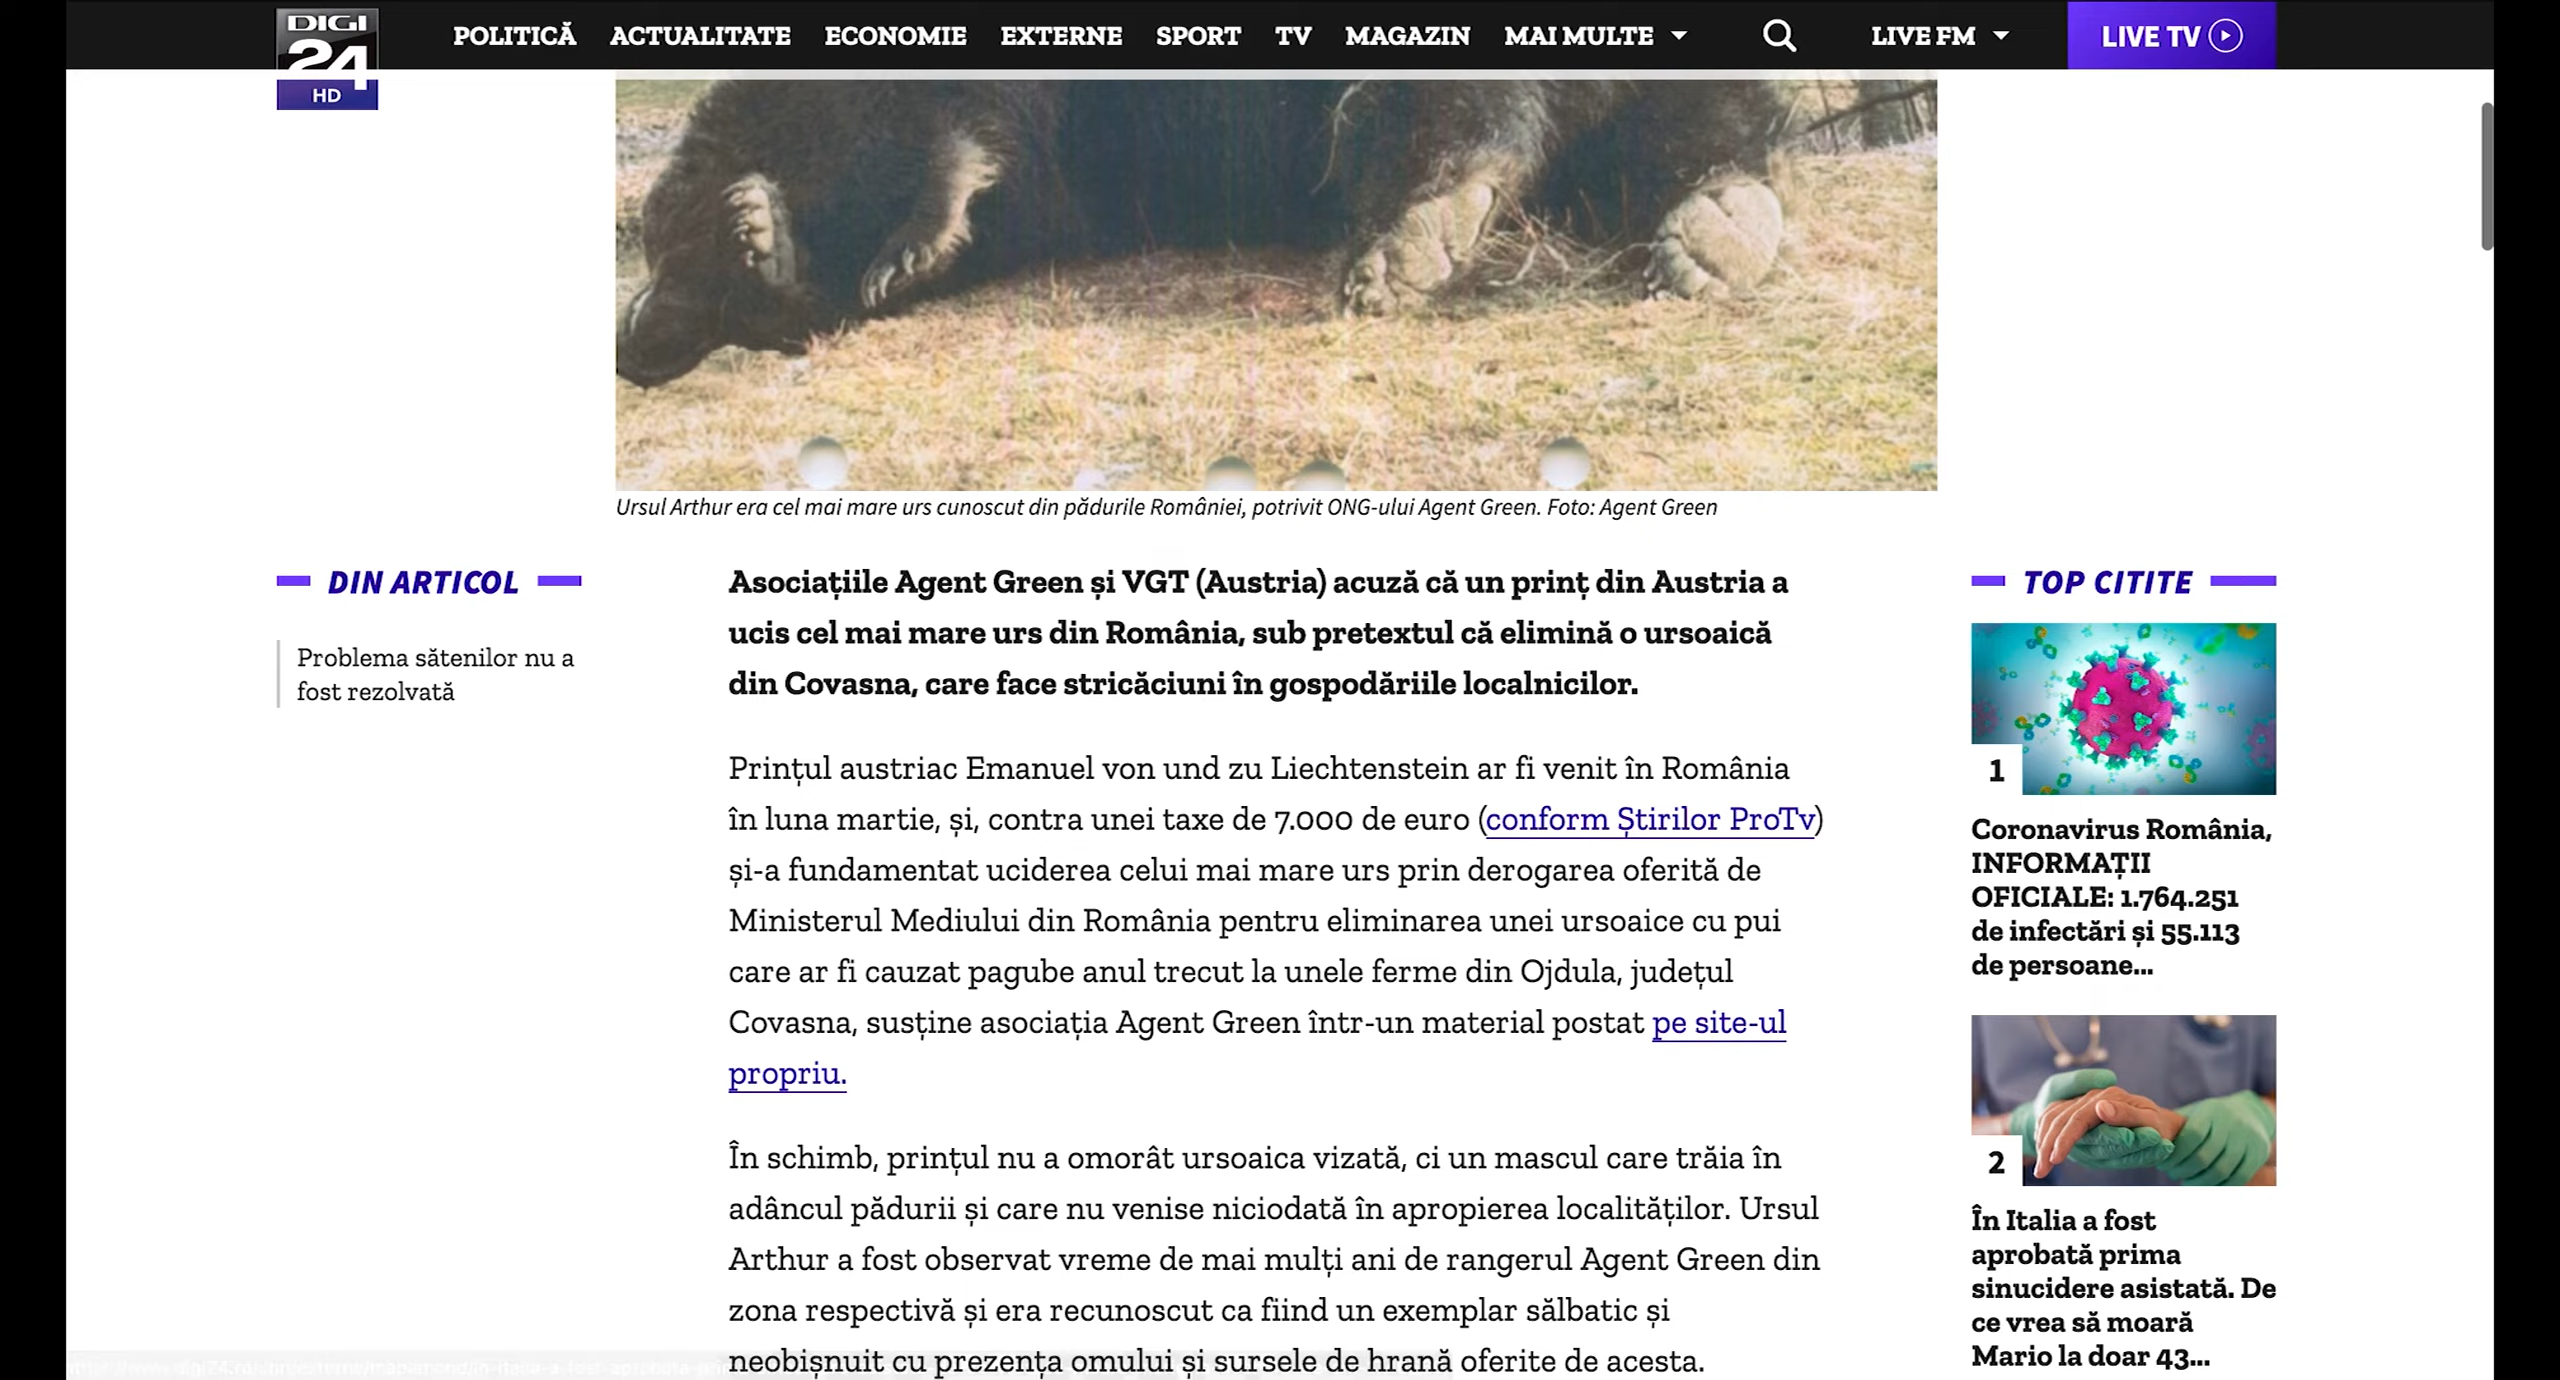 DIGI
24
HD
POLITICĂ ACTUALITATE ECONOMIE EXTERNE SPORT TV MAGAZIN MAI MULTE LIVE FM LIVE TV
Ursul Arthur era cel mai mare urs cunoscut din pădurile României, potrivit ONG-ului Agent Green. Foto: Agent Green
DIN ARTICOL
Problema sătenilor nu a
fost rezolvată
Asociațiile Agent Green și VGT (Austria) acuză că un prinț din Austria a
ucis cel mai mare urs din România, sub pretextul că elimină o ursoaică
din Covasna, care face stricăciuni în gospodăriile localnicilor.
Prințul austriac Emanuel von und zu Liechtenstein ar fi venit în România
în luna martie, și, contra unei taxe de 7.000 de euro (conform Știrilor ProTv)
și-a fundamentat uciderea celui mai mare urs prin derogarea oferită de
Ministerul Mediului din România pentru eliminarea unei ursoaice cu pui
care ar fi cauzat pagube anul trecut la unele ferme din Ojdula, județul
Covasna, susține asociația Agent Green într-un material postat pe site-ul
propriu.
În schimb, prințul nu a omorât ursoaica vizată, ci un mascul care trăia în
adâncul pădurii și care nu venise niciodată în apropierea localităților. Ursul
Arthur a fost observat vreme de mai mulți ani de rangerul Agent Green din
zona respectivă și era recunoscut ca fiind un exemplar sălbatic și
neobișnuit cu prezența omului și sursele de hrană oferite de acesta.
TOP CITITE
1
Coronavirus România,
INFORMAȚII
OFICIALE: 1.764.251
de infectări și 55.113
de persoane...
2
În Italia a fost
aprobată prima
sinucidere asistată. De
ce vrea să moară
Mario la doar 43...